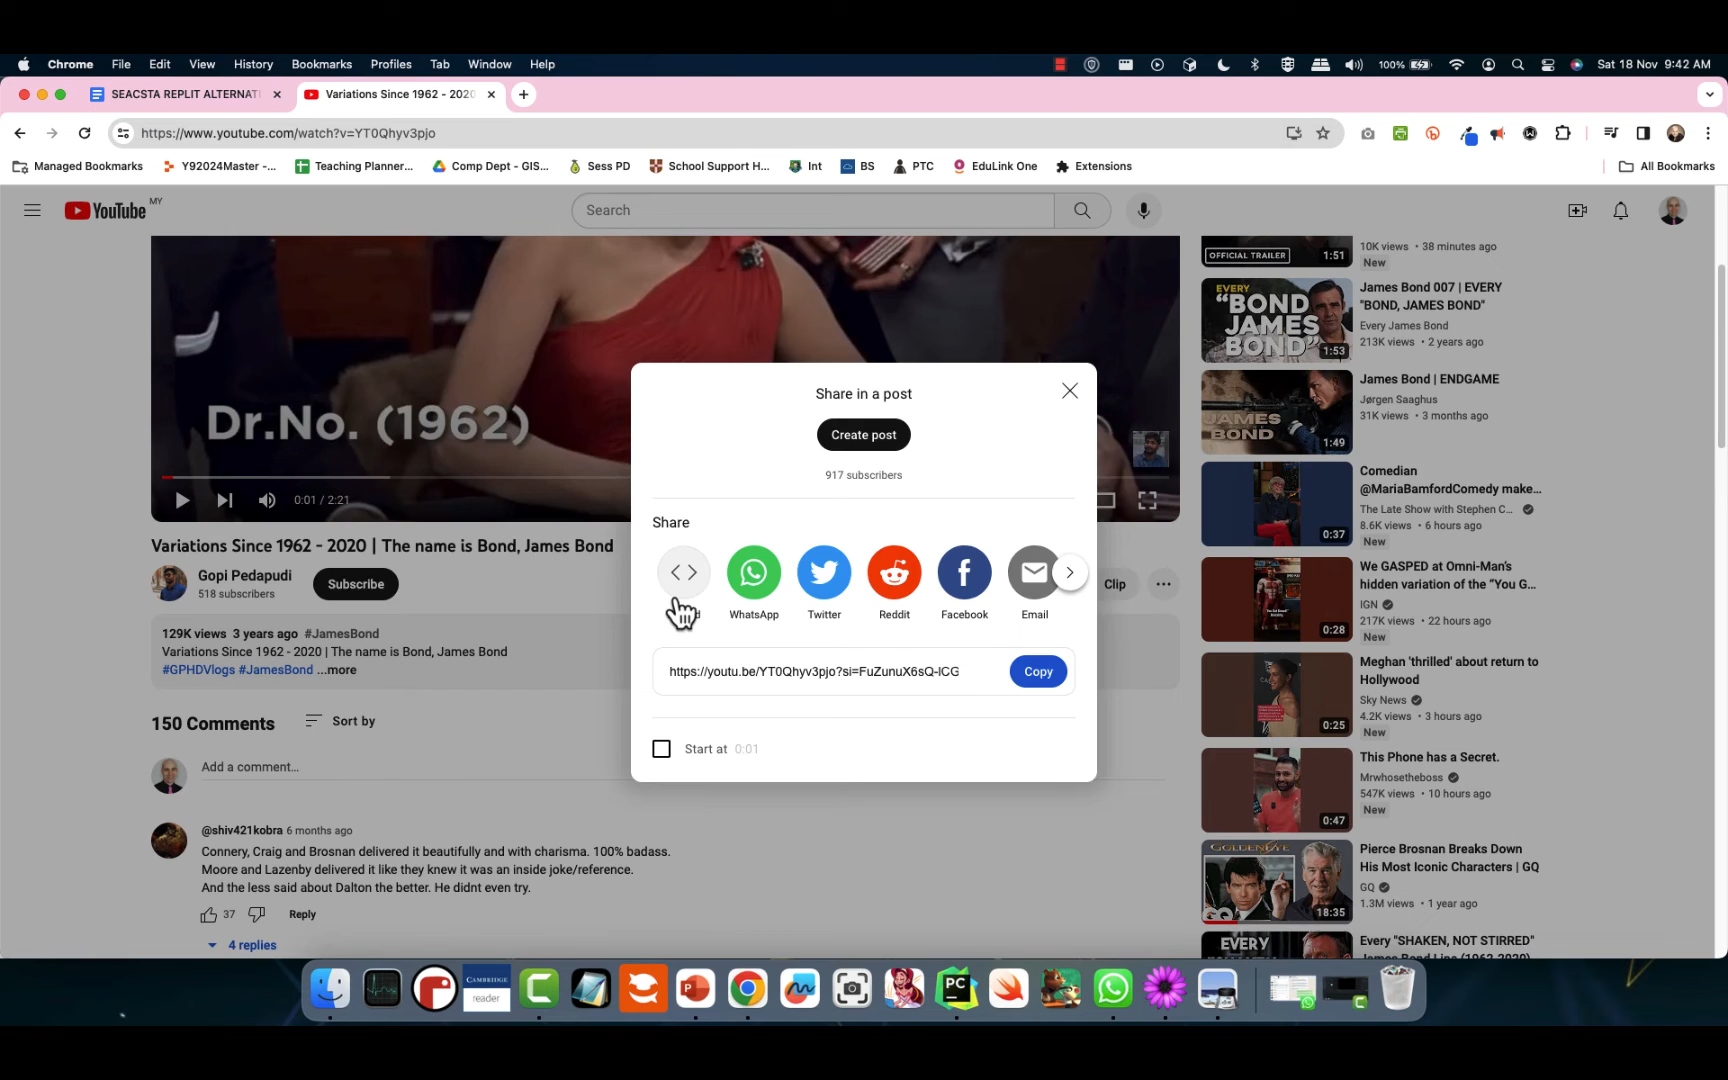 Chrome File Edit View History Bookmarks Profiles Tab Window Help
100% Sat 18 Nov 9:42 AM
SEACSTA REPLIT ALTERNAT
Variations Since 1962 - 202
https://www.youtube.com/watch?v=YT0Qhyv3pjo
Managed Bookmarks Y92024Master -... Teaching Planner... Comp Dept - GIS... Sess PD School Support H... Int BS PTC EduLink One Extensions All Bookmarks
YouTube MY
Search
Dr.No. (1962)
0:01 / 2:21
Variations Since 1962 - 2020 | The name is Bond, James Bond
Gopi Pedapudi
518 subscribers
Subscribe
Clip
129K views 3 years ago #JamesBond
Variations Since 1962 - 2020 | The name is Bond, James Bond
#GPHDVlogs #JamesBond ...more
150 Comments Sort by
Add a comment...
@shiv421kobra 6 months ago
Connery, Craig and Brosnan delivered it beautifully and with charisma. 100% badass.
Moore and Lazenby delivered it like they knew it was an inside joke/reference.
And the less said about Dalton the better. He didnt even try.
37 Reply
4 replies
Share in a post
Create post
917 subscribers
Share
WhatsApp Twitter Reddit Facebook Email
https://youtu.be/YT0Qhyv3pjo?si=FuZunuX6sQ-ICG
Copy
Start at 0:01
OFFICIAL TRAILER 1:51
10K views • 38 minutes ago
New
EVERY
"BOND,
JAMES
BOND"
1:53
James Bond 007 | EVERY
"BOND, JAMES BOND"
Every James Bond
213K views • 2 years ago
JAMES
BOND
1:49
James Bond | ENDGAME
Jørgen Saaghus
31K views • 3 months ago
0:37
Comedian
@MariaBamfordComedy make...
The Late Show with Stephen C...
8.6K views • 6 hours ago
New
0:28
We GASPED at Omni-Man's
hidden variation of the "You G...
IGN
217K views • 22 hours ago
New
0:25
Meghan 'thrilled' about return to
Hollywood
Sky News
4.2K views • 3 hours ago
New
0:47
This Phone has a Secret.
Mrwhosetheboss
547K views • 10 hours ago
New
GOLDENEYE
GQ
18:35
Pierce Brosnan Breaks Down
His Most Iconic Characters | GQ
GQ
1.3M views • 1 year ago
EVERY
Every "SHAKEN, NOT STIRRED"
James Bond Line (1962-2020)
CAMBRIDGE
reader
PC